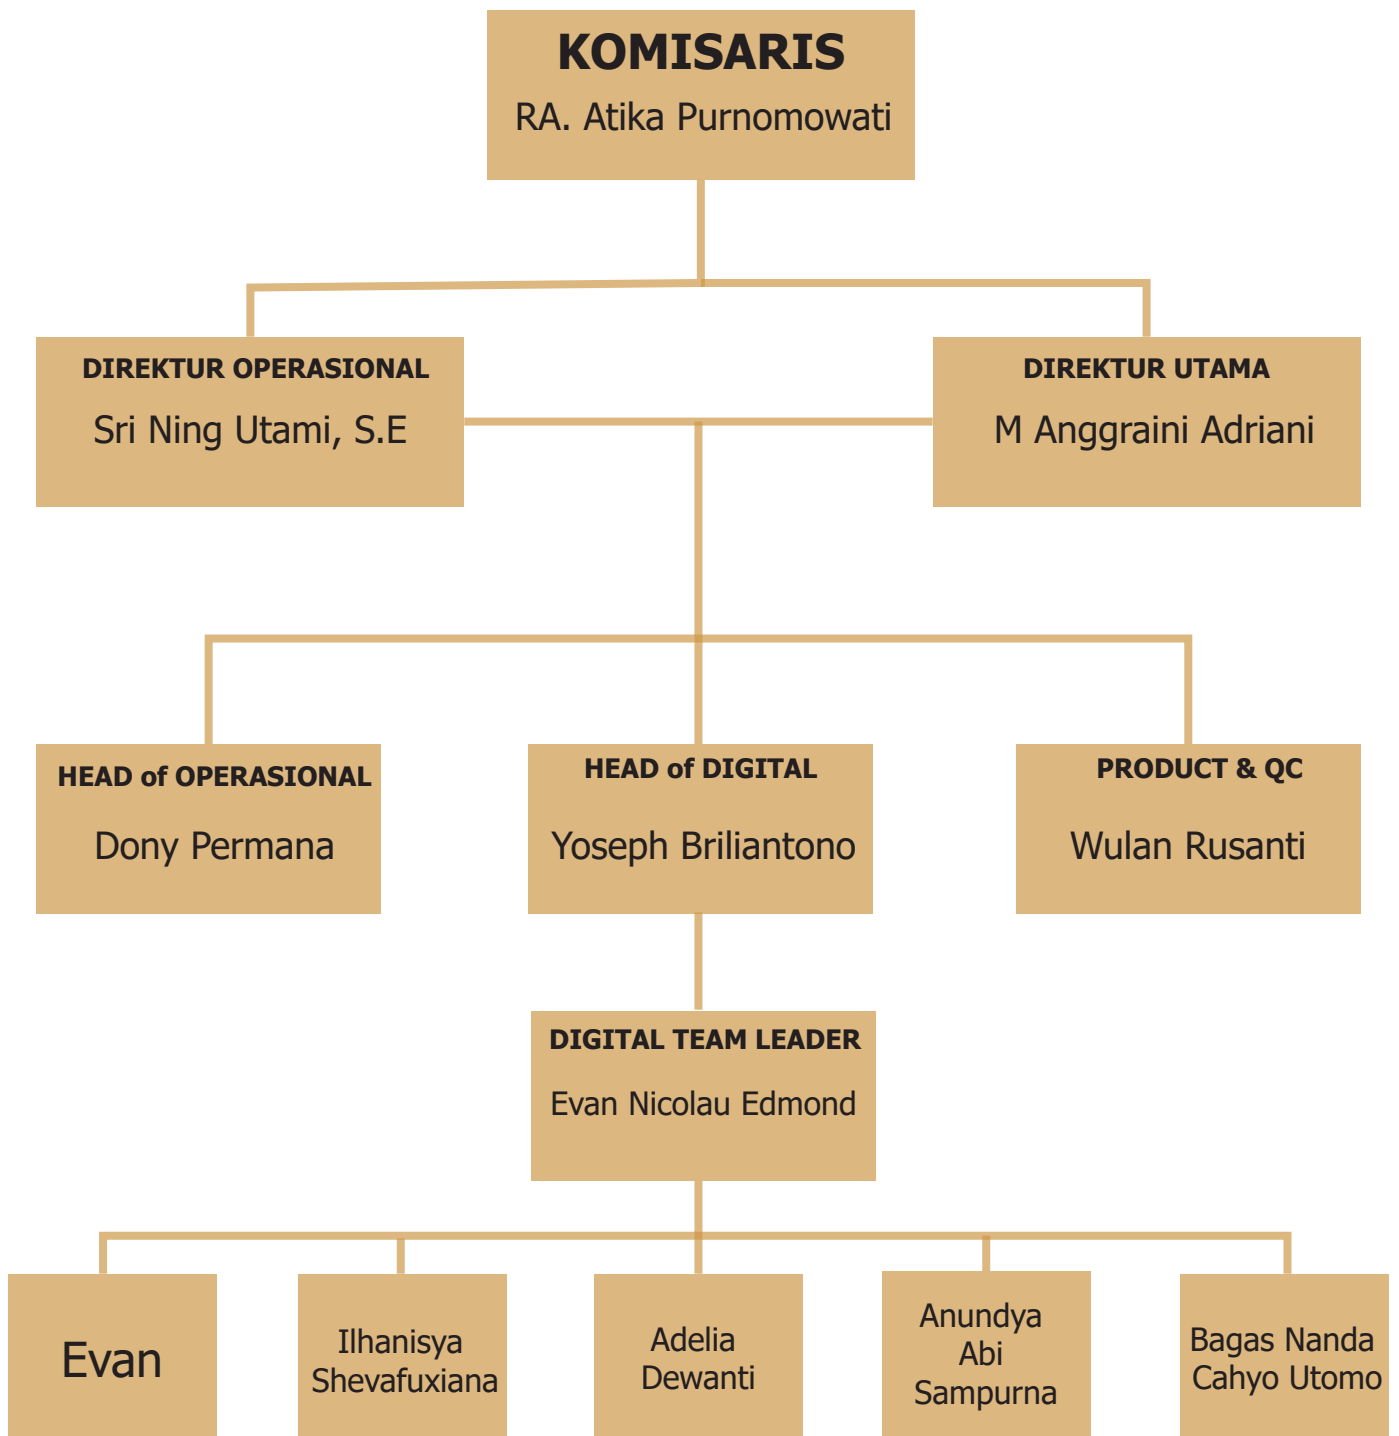 KOMISARIS
RA. Atika Purnomowati
DIREKTUR OPERASIONAL
Sri Ning Utami, S.E
DIREKTUR UTAMA
M Anggraini Adriani
HEAD of OPERASIONAL
Dony Permana
HEAD of DIGITAL
Yoseph Briliantono
PRODUCT & QC
Wulan Rusanti
DIGITAL TEAM LEADER
Evan Nicolau Edmond
Evan
Ilhanisya
Shevafuxiana
Adelia
Dewanti
Anundya
Abi
Sampurna
Bagas Nanda
Cahyo Utomo